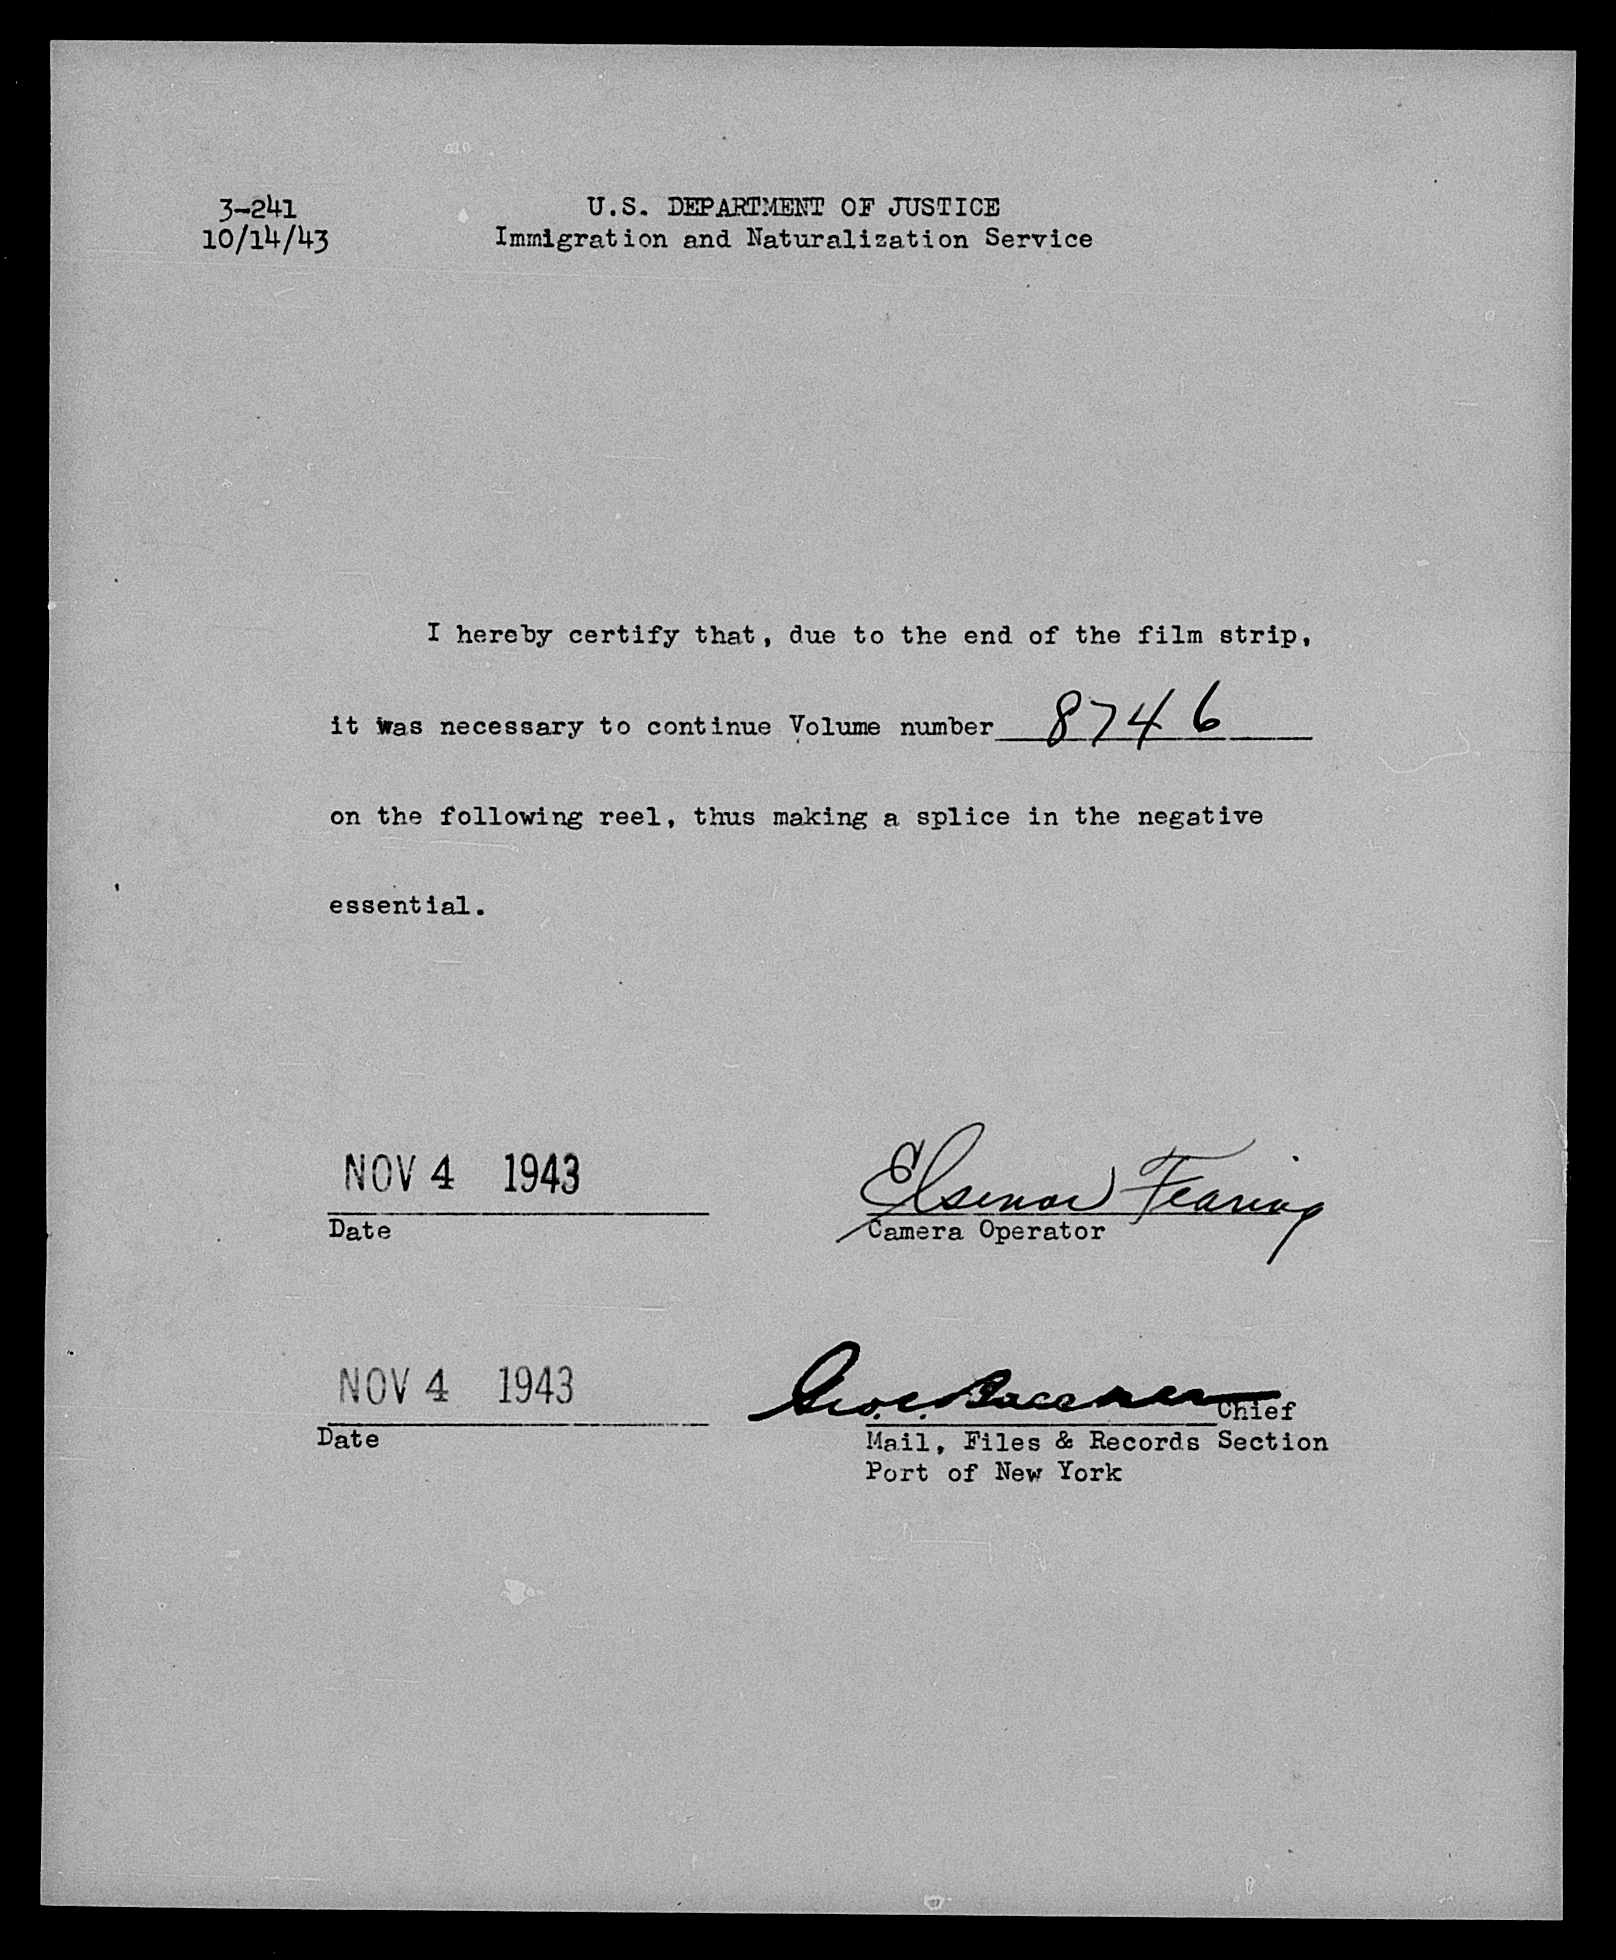 3-241
10/14/43
U.S. DEPARTMENT OF JUSTICE
Immigration and Naturalization Service
I hereby certify that, due to the end of the film strip,
it was necessary to continue Volume number 8746
on the following reel, thus making a splice in the negative
essential.
NOV 4 1943
Date
Elsenor Fearing
Camera Operator
NOV 4 1943
Date
Geo. C.
Chief
Mail, Files & Records Section
Port of New York